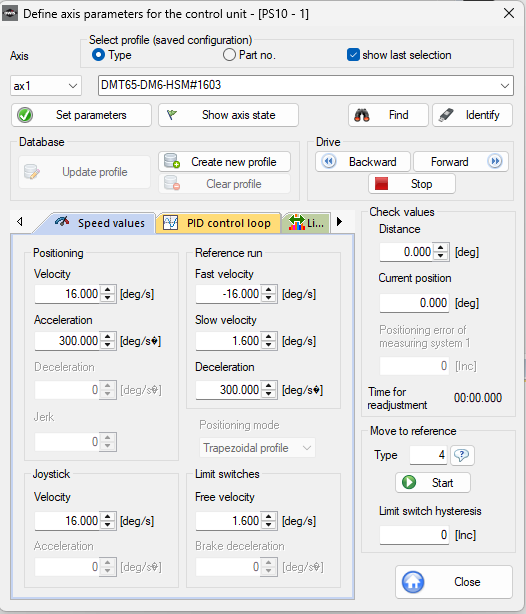 Define axis parameters for the control unit - [PS10 - 1]
Select profile (saved configuration)
Axis
Type
Part no.
show last selection
ax1
DMT65-DM6-HSM#1603
Set parameters
Show axis state
Find
Identify
Database
Update profile
Create new profile
Clear profile
Drive
Backward
Forward
Stop
Speed values
PID control loop
Li...
Positioning
Velocity
16.000 [deg/s]
Acceleration
300.000 [deg/s�]
Deceleration
0 [deg/s�]
Jerk
0
Reference run
Fast velocity
-16.000 [deg/s]
Slow velocity
1.600 [deg/s]
Deceleration
300.000 [deg/s�]
Positioning mode
Trapezoidal profile
Joystick
Velocity
16.000 [deg/s]
Acceleration
0 [deg/s�]
Limit switches
Free velocity
1.600 [deg/s]
Brake deceleration
0 [deg/s�]
Check values
Distance
0.000 [deg]
Current position
0.000 [deg]
Positioning error of
measuring system 1
0 [Inc]
Time for
readjustment 00:00.000
Move to reference
Type 4
Start
Limit switch hysteresis
0 [Inc]
Close